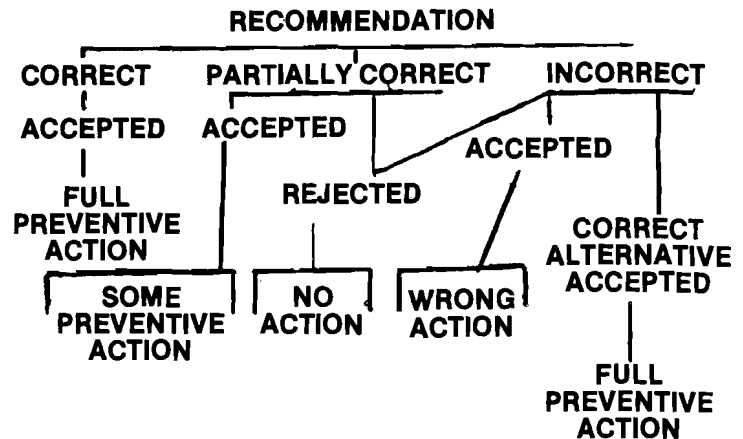 RECOMMENDATION
CORRECT
PARTIALLY CORRECT
INCORRECT
ACCEPTED
ACCEPTED
ACCEPTED
REJECTED
FULL
PREVENTIVE
ACTION
CORRECT
ALTERNATIVE
ACCEPTED
SOME
PREVENTIVE
ACTION
NO
ACTION
WRONG
ACTION
FULL
PREVENTIVE
ACTION